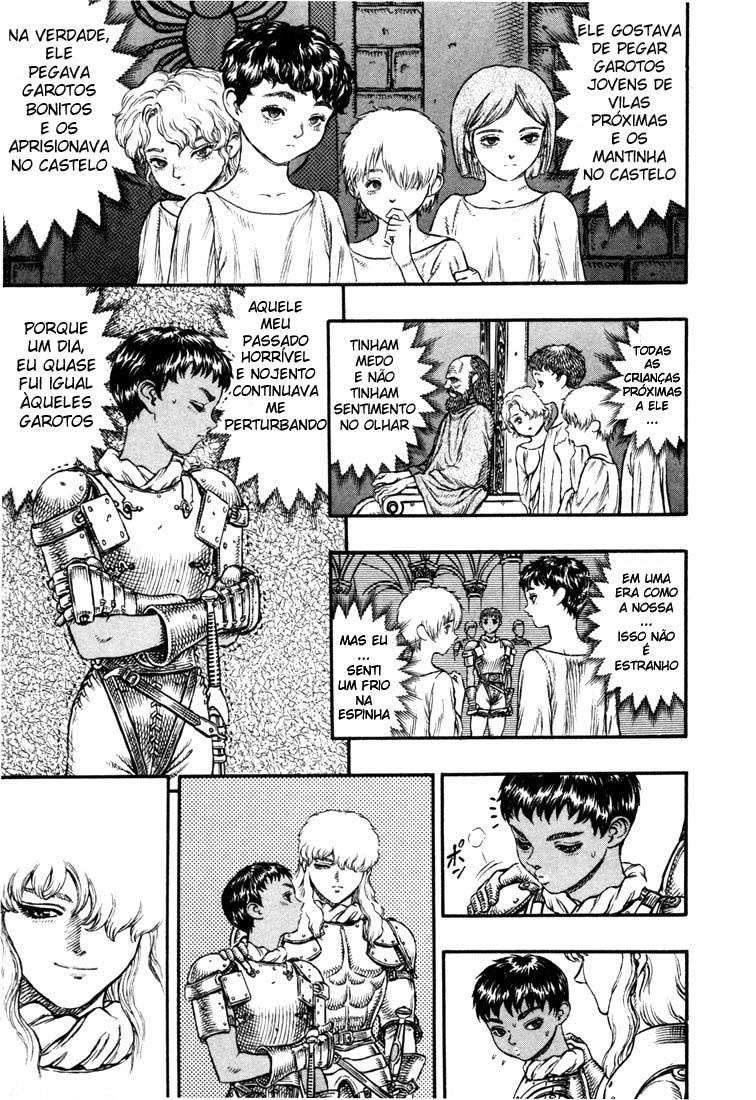 ELE GOSTAVA
DE PEGAR
GAROTOS
JOVENS DE
VILAS
PRÓXIMAS
E OS
MANTINHA
NO CASTELO
NA VERDADE,
ELE
PEGAVA
GAROTOS
BONITOS
E OS
APRISIONAVA
NO CASTELO
TODAS
AS
CRIANÇAS
PRÓXIMAS
A ELE
...
TINHAM
MEDO
E NÃO
TINHAM
SENTIMENTO
NO OLHAR
EM UMA
ERA COMO
A NOSSA
...
ISSO NÃO
É
ESTRANHO
MAS EU
...
SENTI
UM FRIO
NA
ESPINHA
AQUELE
MEU
PASSADO
HORRÍVEL
E NOJENTO
CONTINUAVA
ME
PERTURBANDO
PORQUE
UM DIA,
EU QUASE
FUI IGUAL
ÀQUELES
GAROTOS
ポン